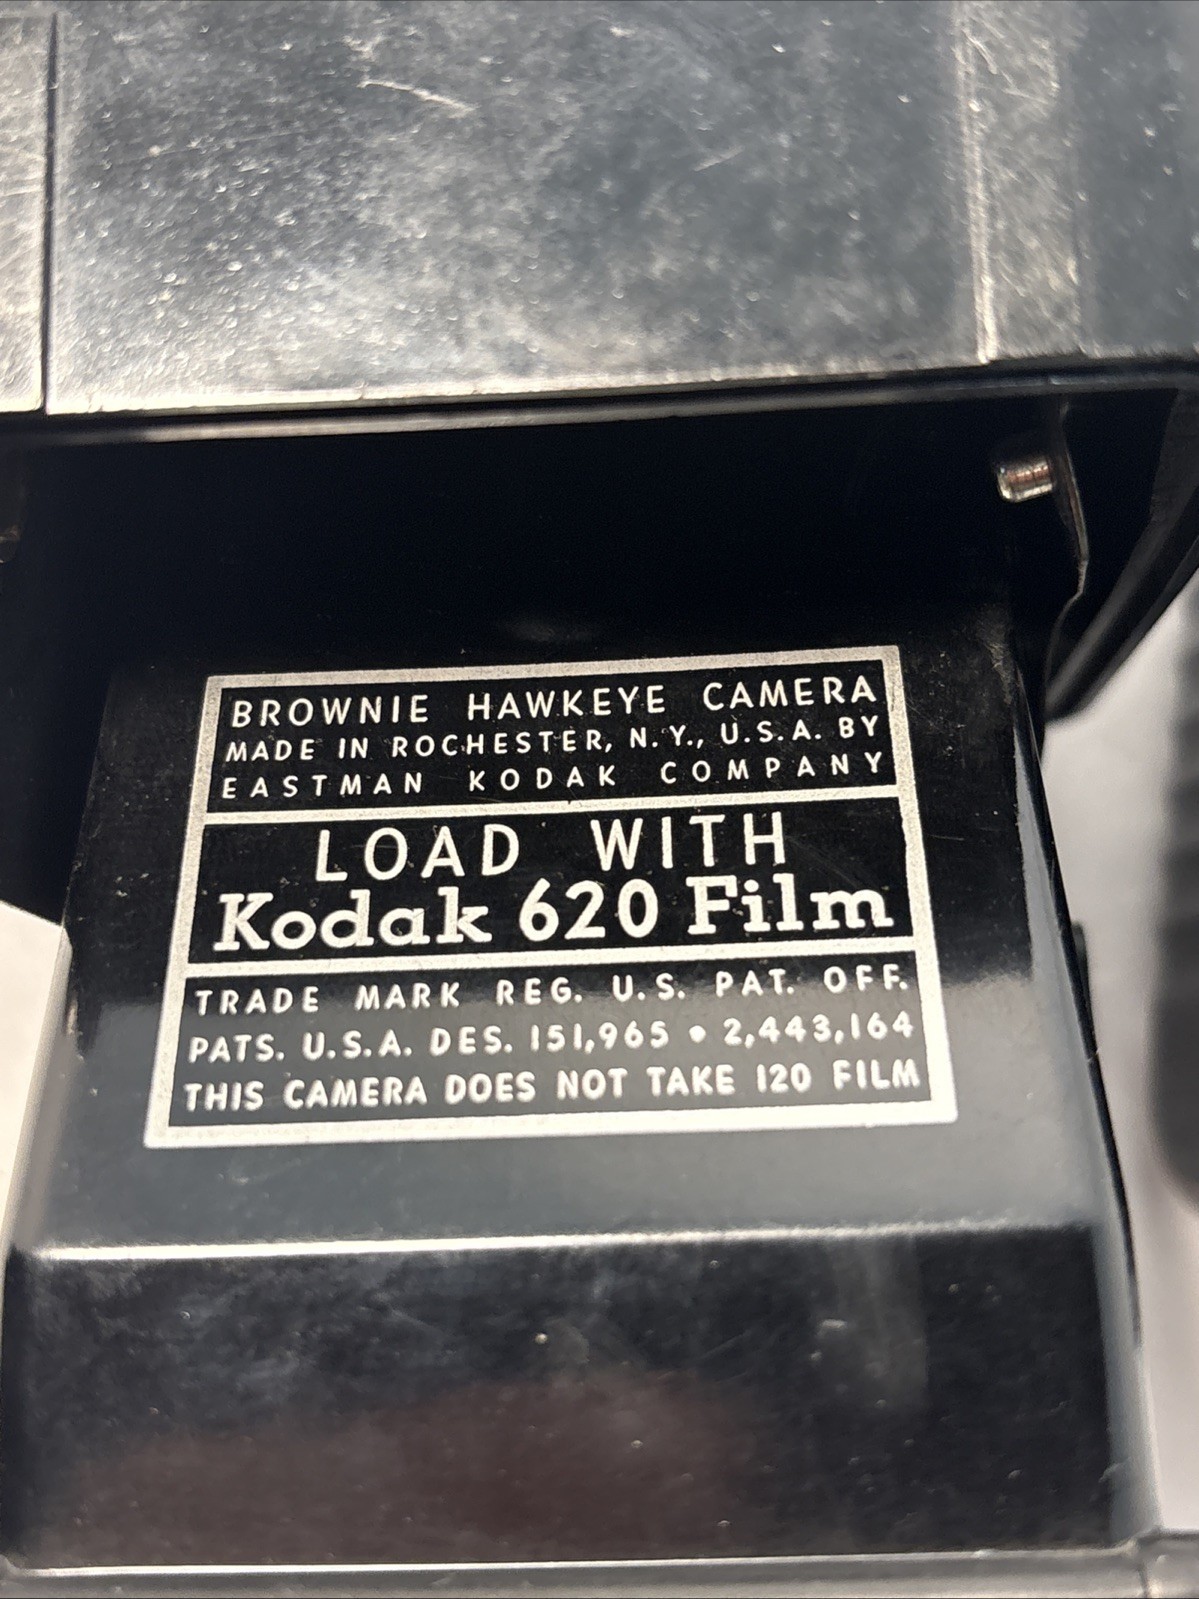 BROWNIE HAWKEYE CAMERA
MADE IN ROCHESTER, N.Y., U.S.A. BY
EASTMAN KODAK COMPANY
LOAD WITH
Kodak 620 Film
TRADE MARK REG. U.S. PAT. OFF.
PATS. U.S.A. DES. 151,965 • 2,443,164
THIS CAMERA DOES NOT TAKE 120 FILM